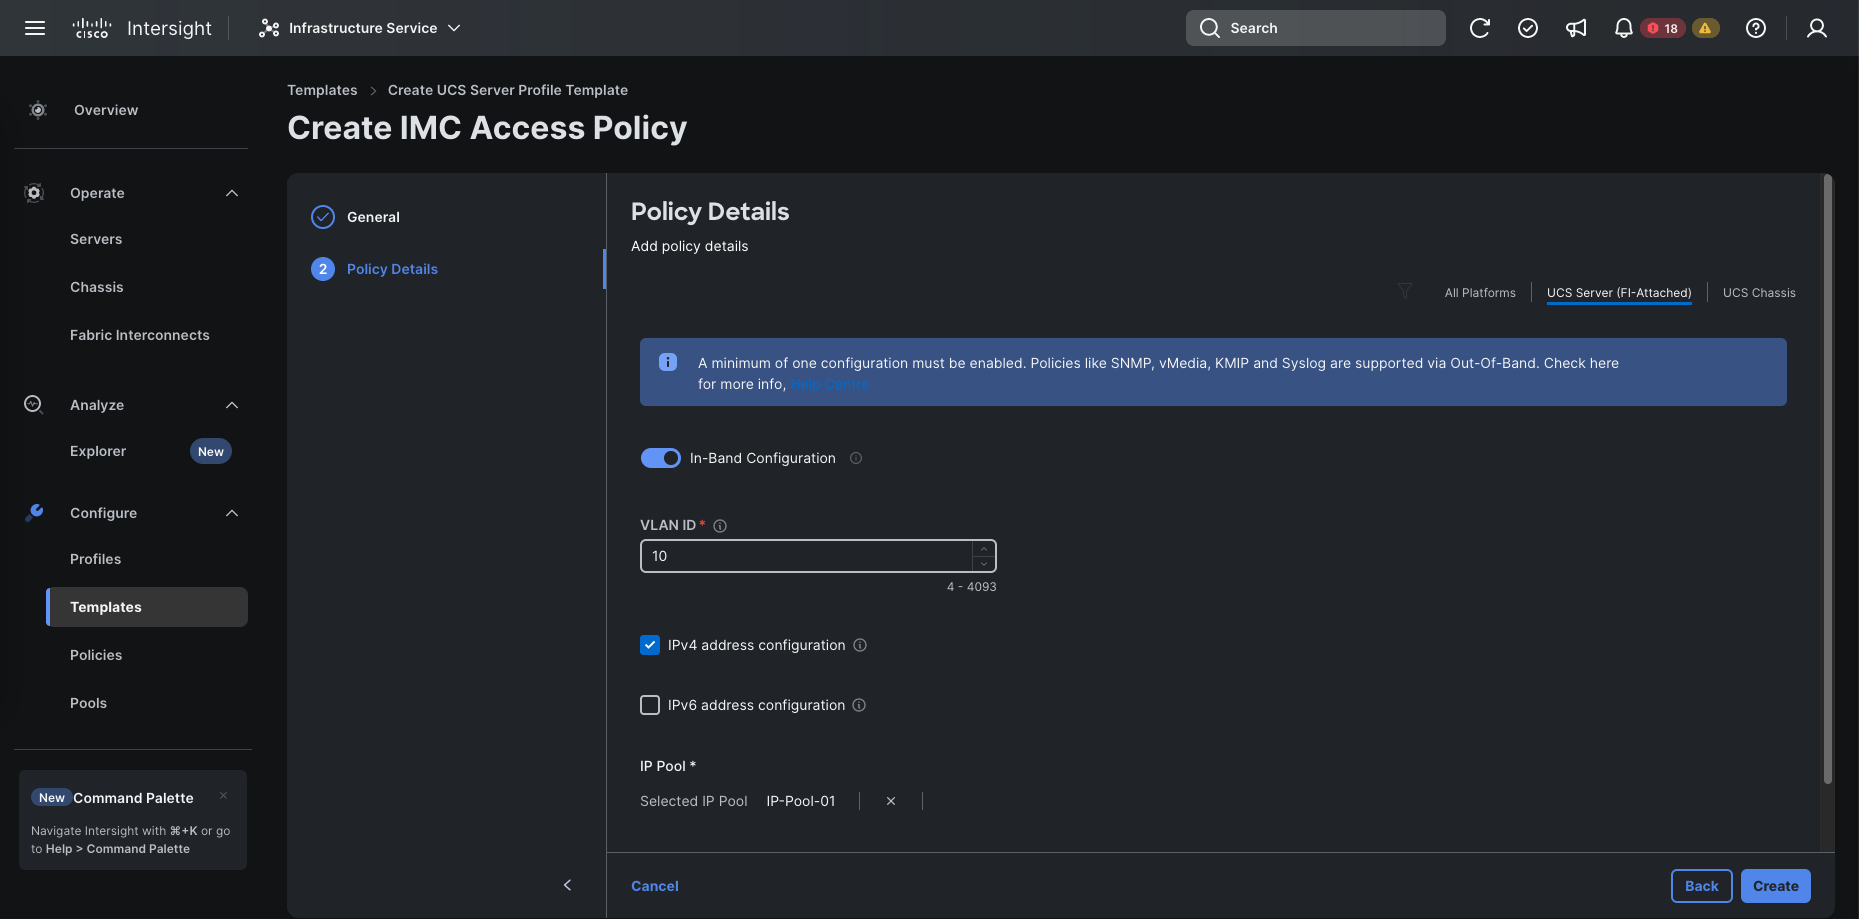 CISCO Intersight
Infrastructure Service
Search
18
Overview
Operate
Servers
Chassis
Fabric Interconnects
Analyze
Explorer New
Configure
Profiles
Templates
Policies
Pools
New Command Palette
Navigate Intersight with ⌘+K or go
to Help > Command Palette
Templates > Create UCS Server Profile Template
Create IMC Access Policy
General
2 Policy Details
Policy Details
Add policy details
All Platforms UCS Server (FI-Attached) UCS Chassis
A minimum of one configuration must be enabled. Policies like SNMP, vMedia, KMIP and Syslog are supported via Out-Of-Band. Check here
for more info, Help Centre
In-Band Configuration
VLAN ID *
10
4 - 4093
IPv4 address configuration
IPv6 address configuration
IP Pool *
Selected IP Pool IP-Pool-01
Cancel
Back
Create